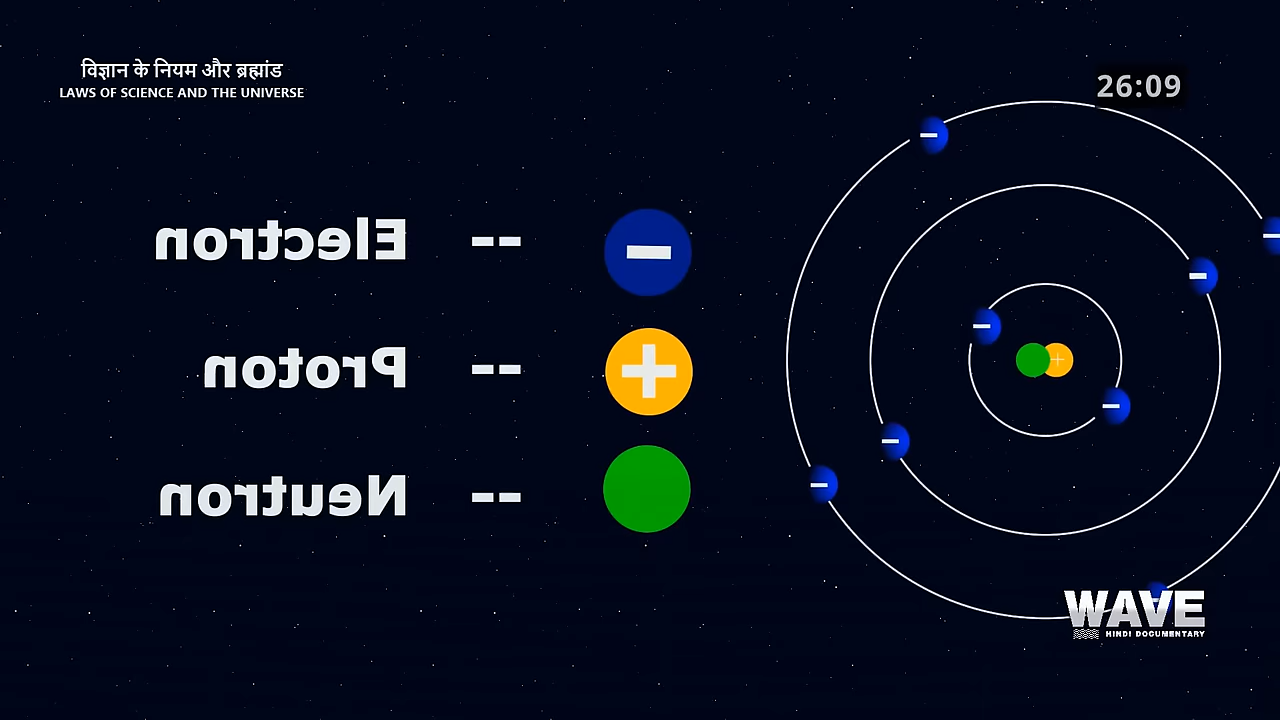 विज्ञान के नियम और ब्रह्मांड
LAWS OF SCIENCE AND THE UNIVERSE
26:09
Electron --
Proton --
Neutron --
WAVE
HINDI DOCUMENTARY